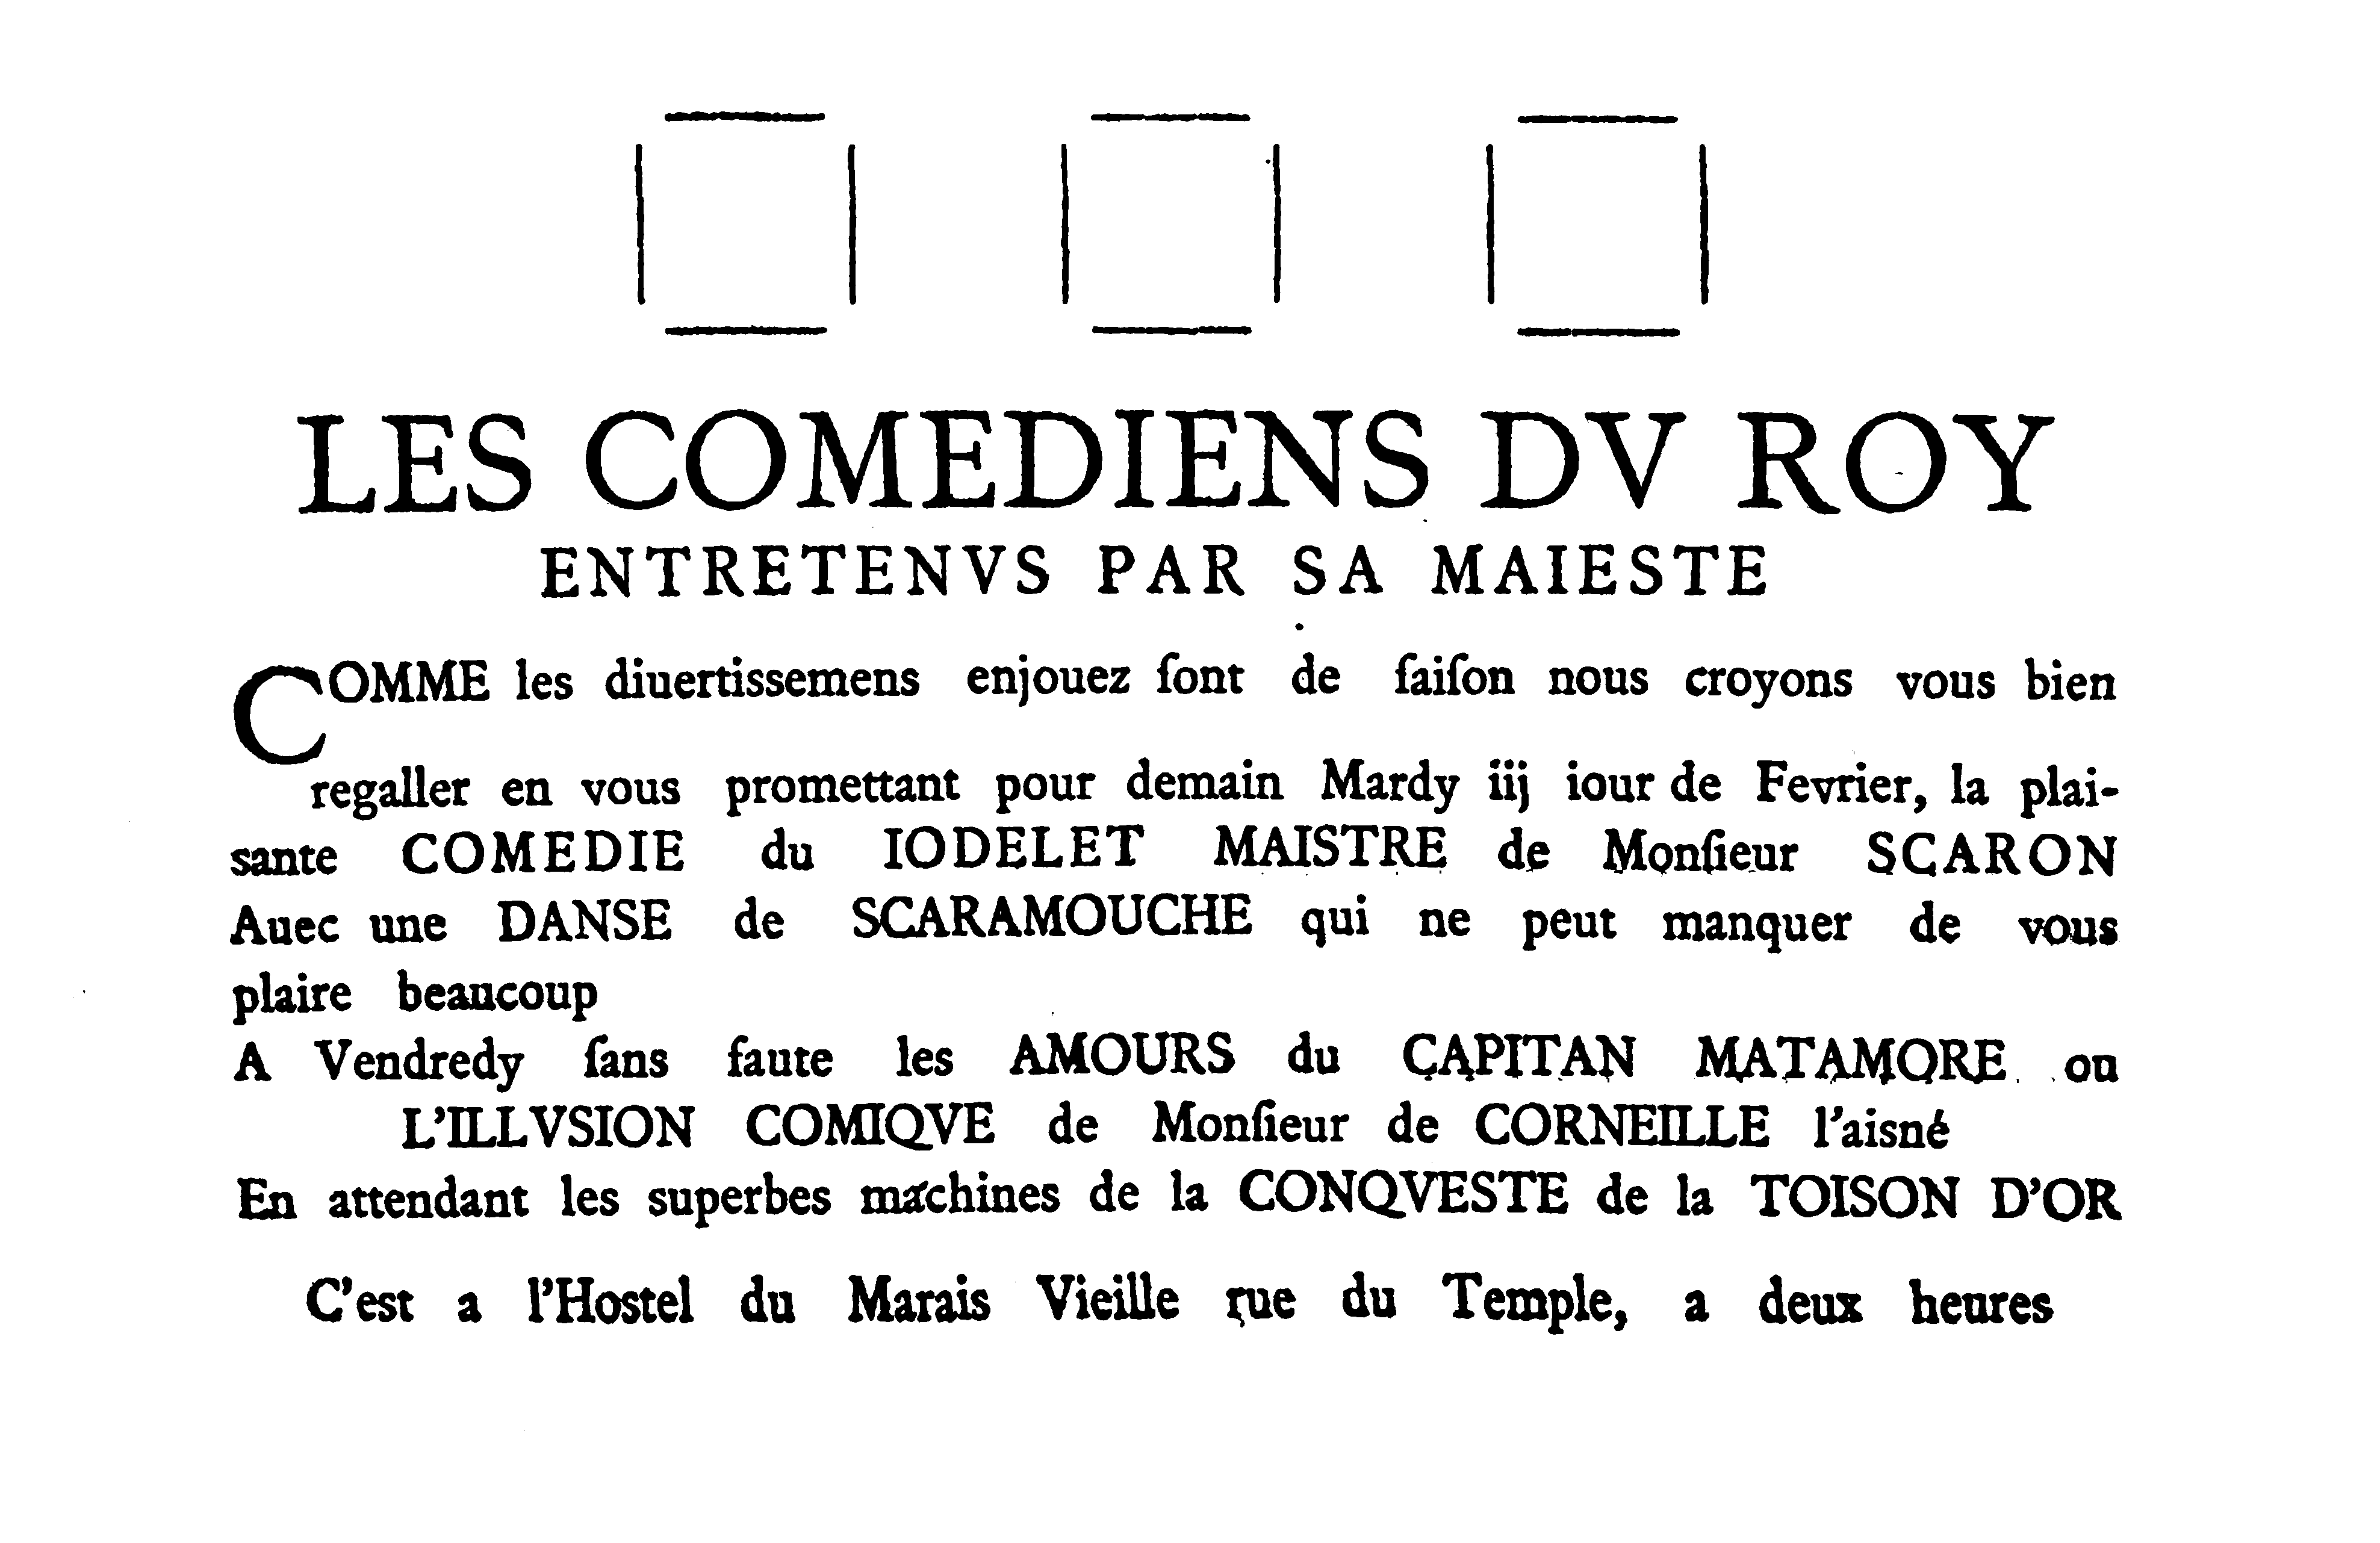 LES COMEDIENS DV ROY
ENTRETENVS PAR SA MAIESTE
COMME les diuertissemens enjouez ſont de ſaiſon nous croyons vous bien
regaller en vous promettant pour demain Mardy iij iour de Fevrier, la plai-
sante COMEDIE du IODELET MAISTRE de Monſieur SCARON
Auec une DANSE de SCARAMOUCHE qui ne peut manquer de vous
plaire beaucoup
A Vendredy ſans faute les AMOURS du CAPITAN MATAMORE ou
L'ILLVSION COMIQVE de Monſieur de CORNEILLE l'aisné
En attendant les superbes machines de la CONQVESTE de la TOISON D'OR
C'est a l'Hostel du Marais Vieille rue du Temple, a deux heures